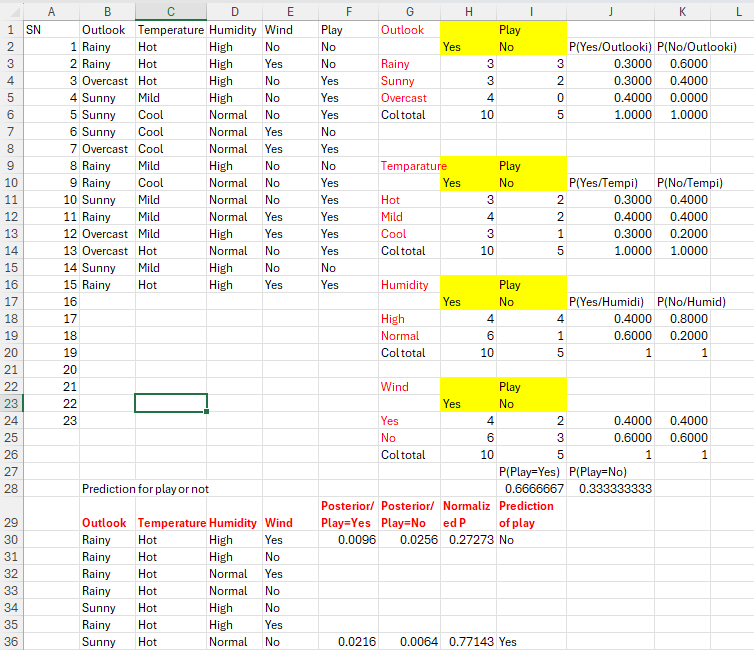 A B C D E F G H I J K L
1 SN Outlook Temperature Humidity Wind Play Outlook Play
2 1 Rainy Hot High No No Yes No P(Yes/Outlooki) P(No/Outlooki)
3 2 Rainy Hot High Yes No Rainy 3 3 0.3000 0.6000
4 3 Overcast Hot High No Yes Sunny 3 2 0.3000 0.4000
5 4 Sunny Mild High No Yes Overcast 4 0 0.4000 0.0000
6 5 Sunny Cool Normal No Yes Col total 10 5 1.0000 1.0000
7 6 Sunny Cool Normal Yes No
8 7 Overcast Cool Normal Yes Yes
9 8 Rainy Mild High No No Temparature Play
10 9 Rainy Cool Normal No Yes Yes No P(Yes/Tempi) P(No/Tempi)
11 10 Sunny Mild Normal No Yes Hot 3 2 0.3000 0.4000
12 11 Rainy Mild Normal Yes Yes Mild 4 2 0.4000 0.4000
13 12 Overcast Mild High Yes Yes Cool 3 1 0.3000 0.2000
14 13 Overcast Hot Normal No Yes Col total 10 5 1.0000 1.0000
15 14 Sunny Mild High No No
16 15 Rainy Hot High Yes Yes Humidity Play
17 16 Yes No P(Yes/Humidi) P(No/Humid)
18 17 High 4 4 0.4000 0.8000
19 18 Normal 6 1 0.6000 0.2000
20 19 Col total 10 5 1 1
21 20
22 21 Wind Play
23 22 Yes No
24 23 Yes 4 2 0.4000 0.4000
25 No 6 3 0.6000 0.6000
26 Col total 10 5 1 1
27 P(Play=Yes) P(Play=No)
28 Prediction for play or not 0.6666667 0.333333333
29 Outlook Temperature Humidity Wind Posterior/ Play=Yes Posterior/ Play=No Normaliz ed P Prediction of play
30 Rainy Hot High Yes 0.0096 0.0256 0.27273 No
31 Rainy Hot High No
32 Rainy Hot Normal Yes
33 Rainy Hot Normal No
34 Sunny Hot High No
35 Rainy Hot High Yes
36 Sunny Hot Normal No 0.0216 0.0064 0.77143 Yes